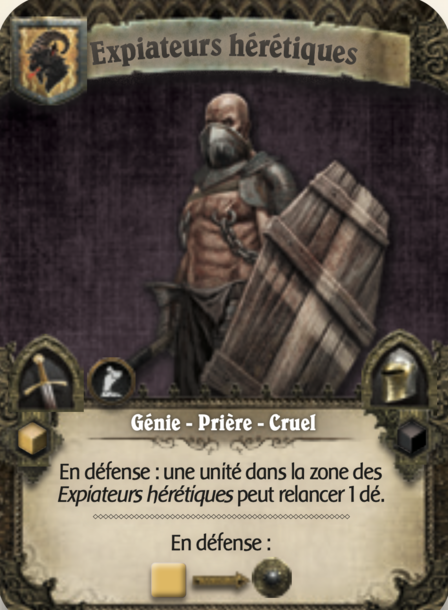 Expiateurs hérétiques
Génie - Prière - Cruel
En défense : une unité dans la zone des
Expiateurs hérétiques peut relancer 1 dé.
En défense :